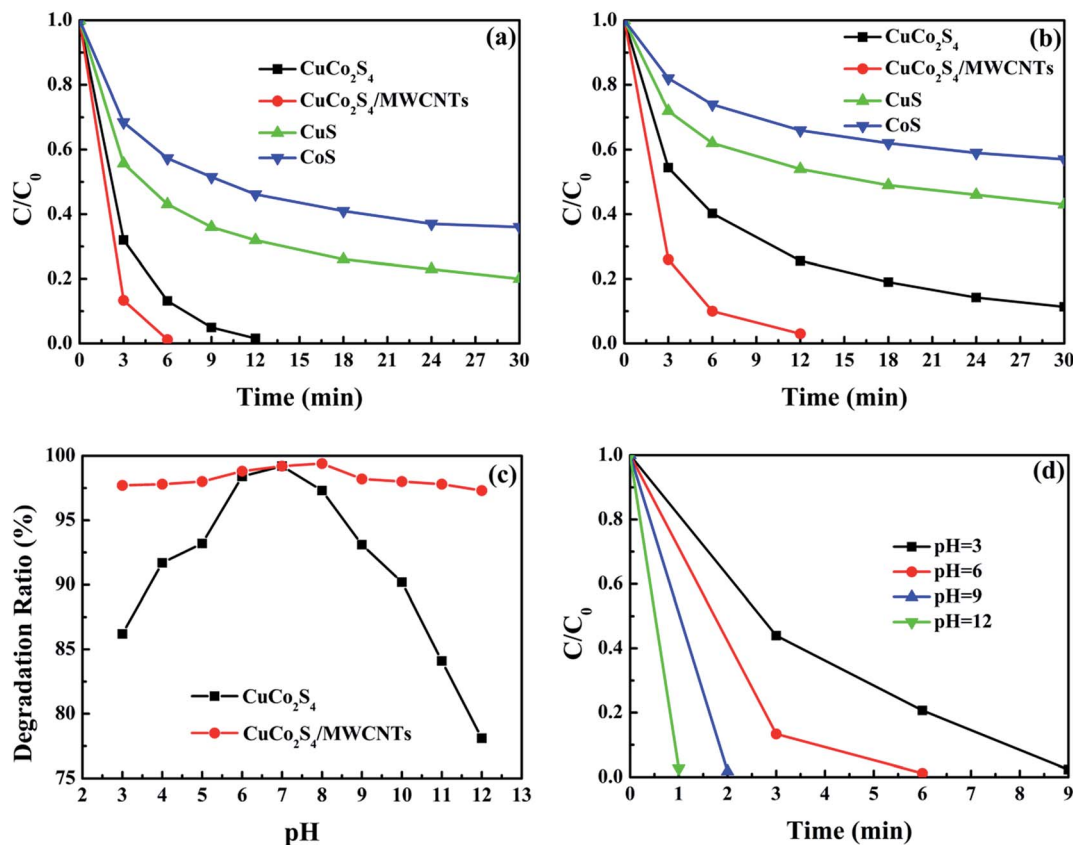 (a)
CuCo₂S₄
CuCo₂S₄/MWCNTs
CuS
CoS
C/C₀
1.0
0.8
0.6
0.4
0.2
0.0
0 3 6 9 12 15 18 21 24 27 30
Time (min)
(b)
CuCo₂S₄
CuCo₂S₄/MWCNTs
CuS
CoS
C/C₀
1.0
0.8
0.6
0.4
0.2
0.0
0 3 6 9 12 15 18 21 24 27 30
Time (min)
(c)
CuCo₂S₄
CuCo₂S₄/MWCNTs
Degradation Ratio (%)
100
95
90
85
80
75
2 3 4 5 6 7 8 9 10 11 12 13
pH
(d)
pH=3
pH=6
pH=9
pH=12
C/C₀
1.0
0.8
0.6
0.4
0.2
0.0
0 1 2 3 4 5 6 7 8 9
Time (min)